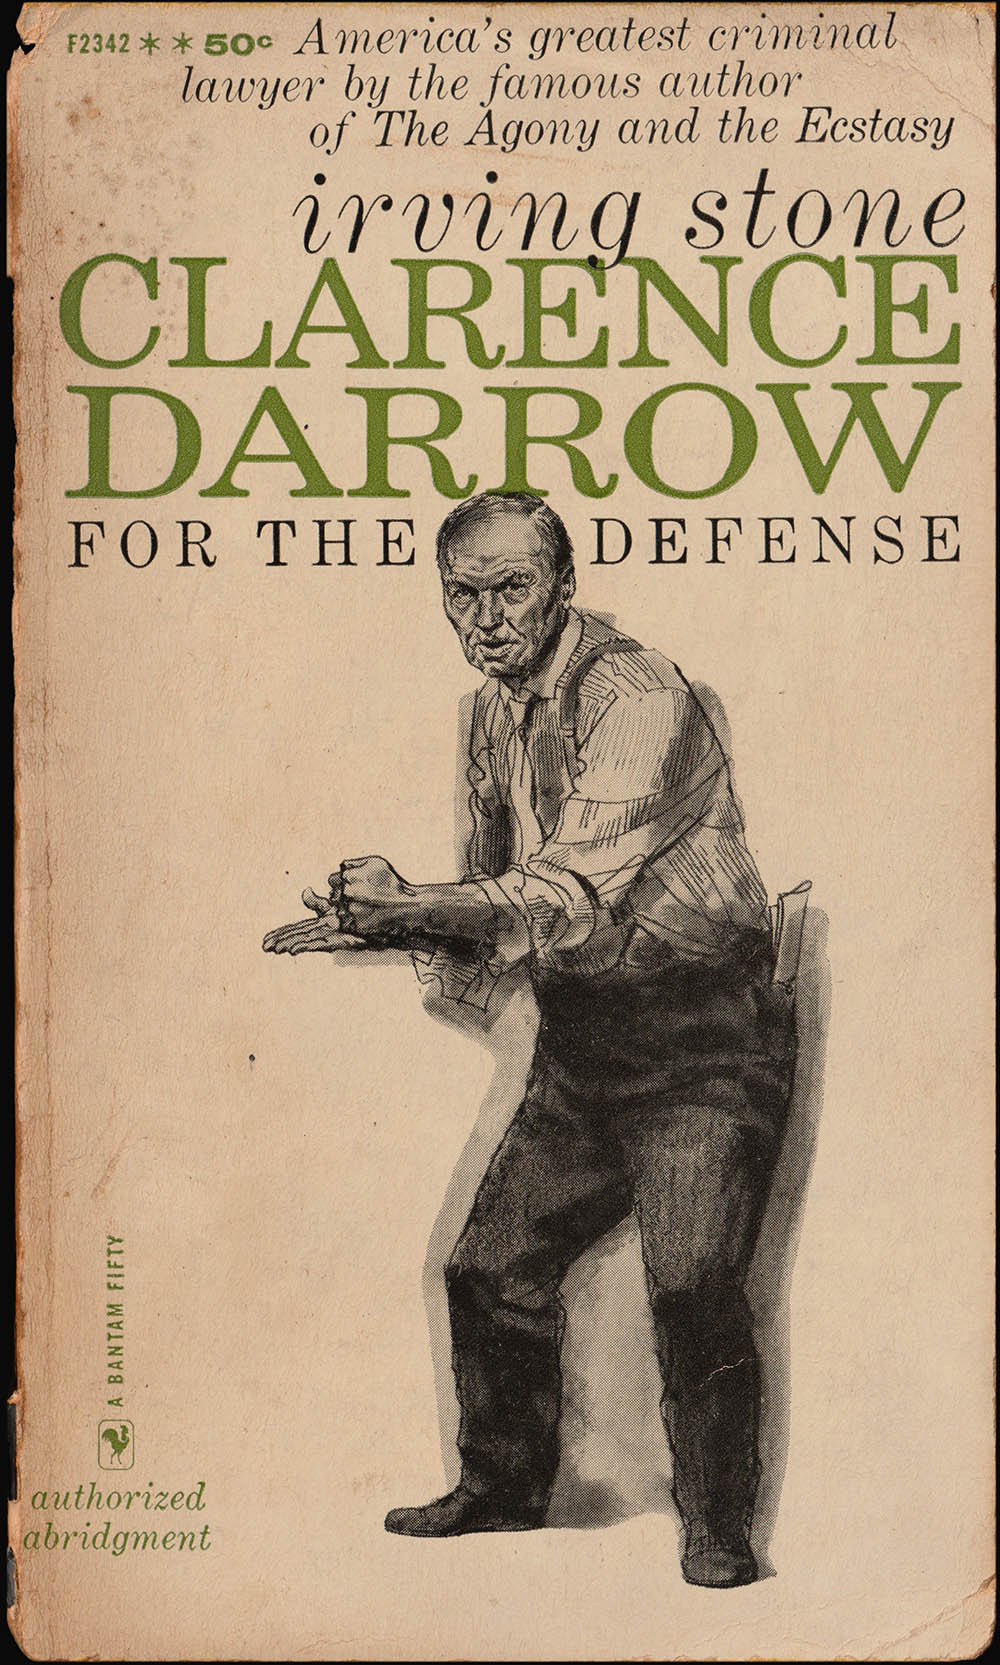 F2342 ** 50¢ America's greatest criminal
lawyer by the famous author
of The Agony and the Ecstasy
irving stone
CLARENCE
DARROW
FOR THE DEFENSE
A BANTAM FIFTY
authorized
abridgment